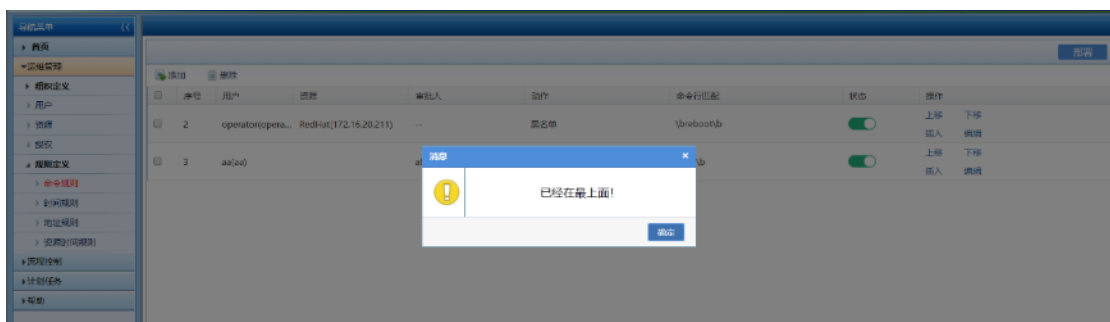 导航菜单 <<
首页
部署
运维管理
添加 删除
组织定义
序号 用户 资源 审批人 动作 命令行匹配 状态 操作
用户
资源
2 operator(opera... RedHat(172.16.20.211) -- 黑名单 \breboot\b 上移 下移
插入 编辑
授权
规则定义
3 aa(aa) \b 上移 下移
插入 编辑
消息 ×
已经在最上面!
确定
命令规则
时间规则
地址规则
资源时间规则
流程控制
计划任务
帮助